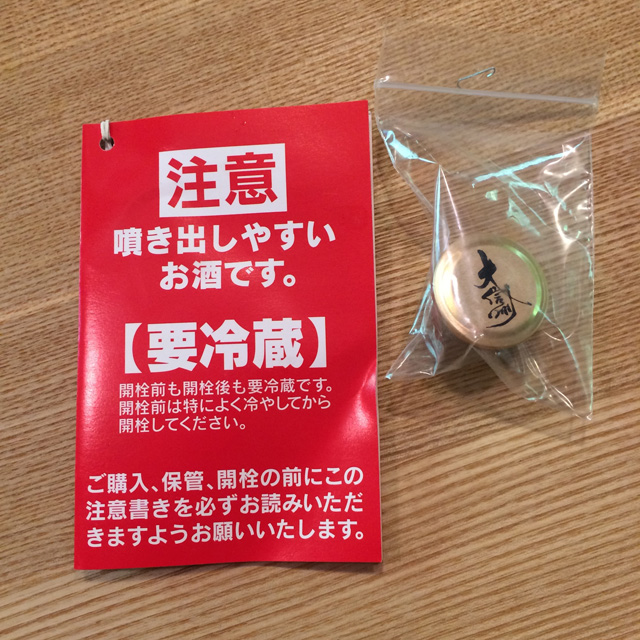 注意
噴き出しやすい
お酒です。
【要冷蔵】
開栓前も開栓後も要冷蔵です。
開栓前は特によく冷やしてから
開栓してください。
ご購入、保管、開栓の前にこの
注意書きを必ずお読みいただ
きますようお願いいたします。
大信州